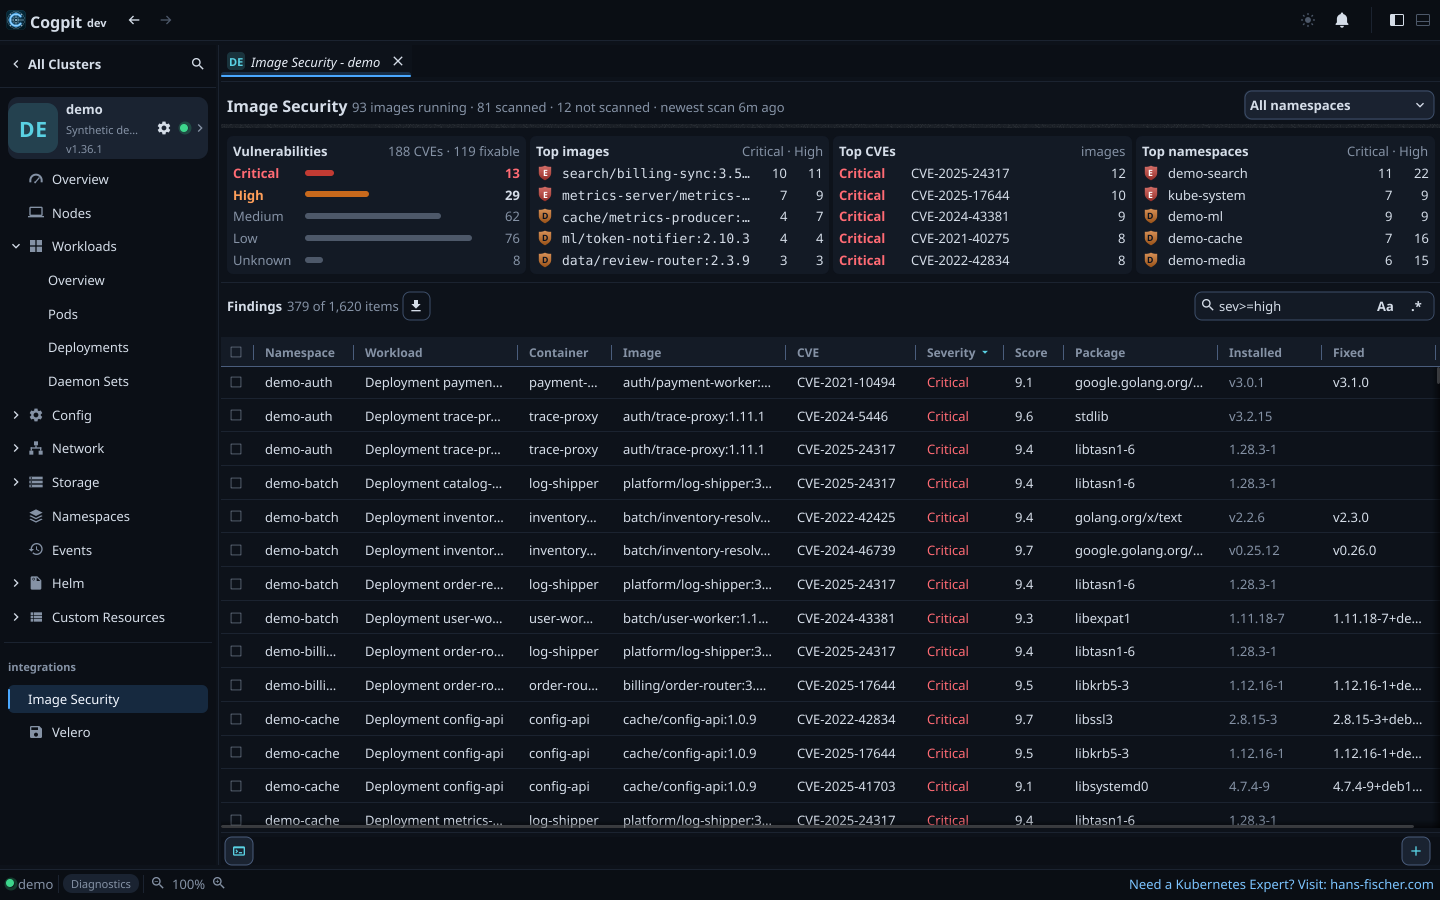 Cogpit dev
All Clusters
DE Image Security - demo
DE
demo
Synthetic de...
v1.36.1
Overview
Nodes
Workloads
Overview
Pods
Deployments
Daemon Sets
Config
Network
Storage
Namespaces
Events
Helm
Custom Resources
integrations
Image Security
Velero
Image Security 93 images running · 81 scanned · 12 not scanned · newest scan 6m ago
All namespaces
Vulnerabilities 188 CVEs · 119 fixable
Critical 13
High 29
Medium 62
Low 76
Unknown 8
Top images Critical · High
E search/billing-sync:3.5… 10 11
E metrics-server/metrics-… 7 9
D cache/metrics-producer:… 4 7
D ml/token-notifier:2.10.3 4 4
D data/review-router:2.3.9 3 3
Top CVEs images
Critical CVE-2025-24317 12
Critical CVE-2025-17644 10
Critical CVE-2024-43381 9
Critical CVE-2021-40275 8
Critical CVE-2022-42834 8
Top namespaces Critical · High
E demo-search 11 22
E kube-system 7 9
D demo-ml 9 9
D demo-cache 7 16
D demo-media 6 15
Findings 379 of 1,620 items
sev>=high Aa .*
Namespace Workload Container Image CVE Severity Score Package Installed Fixed
demo-auth Deployment paymen... payment-... auth/payment-worker:... CVE-2021-10494 Critical 9.1 google.golang.org/... v3.0.1 v3.1.0
demo-auth Deployment trace-pr... trace-proxy auth/trace-proxy:1.11.1 CVE-2024-5446 Critical 9.6 stdlib v3.2.15
demo-auth Deployment trace-pr... trace-proxy auth/trace-proxy:1.11.1 CVE-2025-24317 Critical 9.4 libtasn1-6 1.28.3-1
demo-batch Deployment catalog-... log-shipper platform/log-shipper:3... CVE-2025-24317 Critical 9.4 libtasn1-6 1.28.3-1
demo-batch Deployment inventor... inventory... batch/inventory-resolv... CVE-2022-42425 Critical 9.4 golang.org/x/text v2.2.6 v2.3.0
demo-batch Deployment inventor... inventory... batch/inventory-resolv... CVE-2024-46739 Critical 9.7 google.golang.org/... v0.25.12 v0.26.0
demo-batch Deployment order-re... log-shipper platform/log-shipper:3... CVE-2025-24317 Critical 9.4 libtasn1-6 1.28.3-1
demo-batch Deployment user-wo... user-wor... batch/user-worker:1.1... CVE-2024-43381 Critical 9.3 libexpat1 1.11.18-7 1.11.18-7+de...
demo-billi... Deployment order-ro... log-shipper platform/log-shipper:3... CVE-2025-24317 Critical 9.4 libtasn1-6 1.28.3-1
demo-billi... Deployment order-ro... order-rou... billing/order-router:3.... CVE-2025-17644 Critical 9.5 libkrb5-3 1.12.16-1 1.12.16-1+de...
demo-cache Deployment config-api config-api cache/config-api:1.0.9 CVE-2022-42834 Critical 9.7 libssl3 2.8.15-3 2.8.15-3+deb...
demo-cache Deployment config-api config-api cache/config-api:1.0.9 CVE-2025-17644 Critical 9.5 libkrb5-3 1.12.16-1 1.12.16-1+de...
demo-cache Deployment config-api config-api cache/config-api:1.0.9 CVE-2025-41703 Critical 9.1 libsystemd0 4.7.4-9 4.7.4-9+deb1...
demo-cache Deployment metrics-... log-shipper platform/log-shipper:3... CVE-2025-24317 Critical 9.4 libtasn1-6 1.28.3-1
demo Diagnostics 100% Need a Kubernetes Expert? Visit: hans-fischer.com